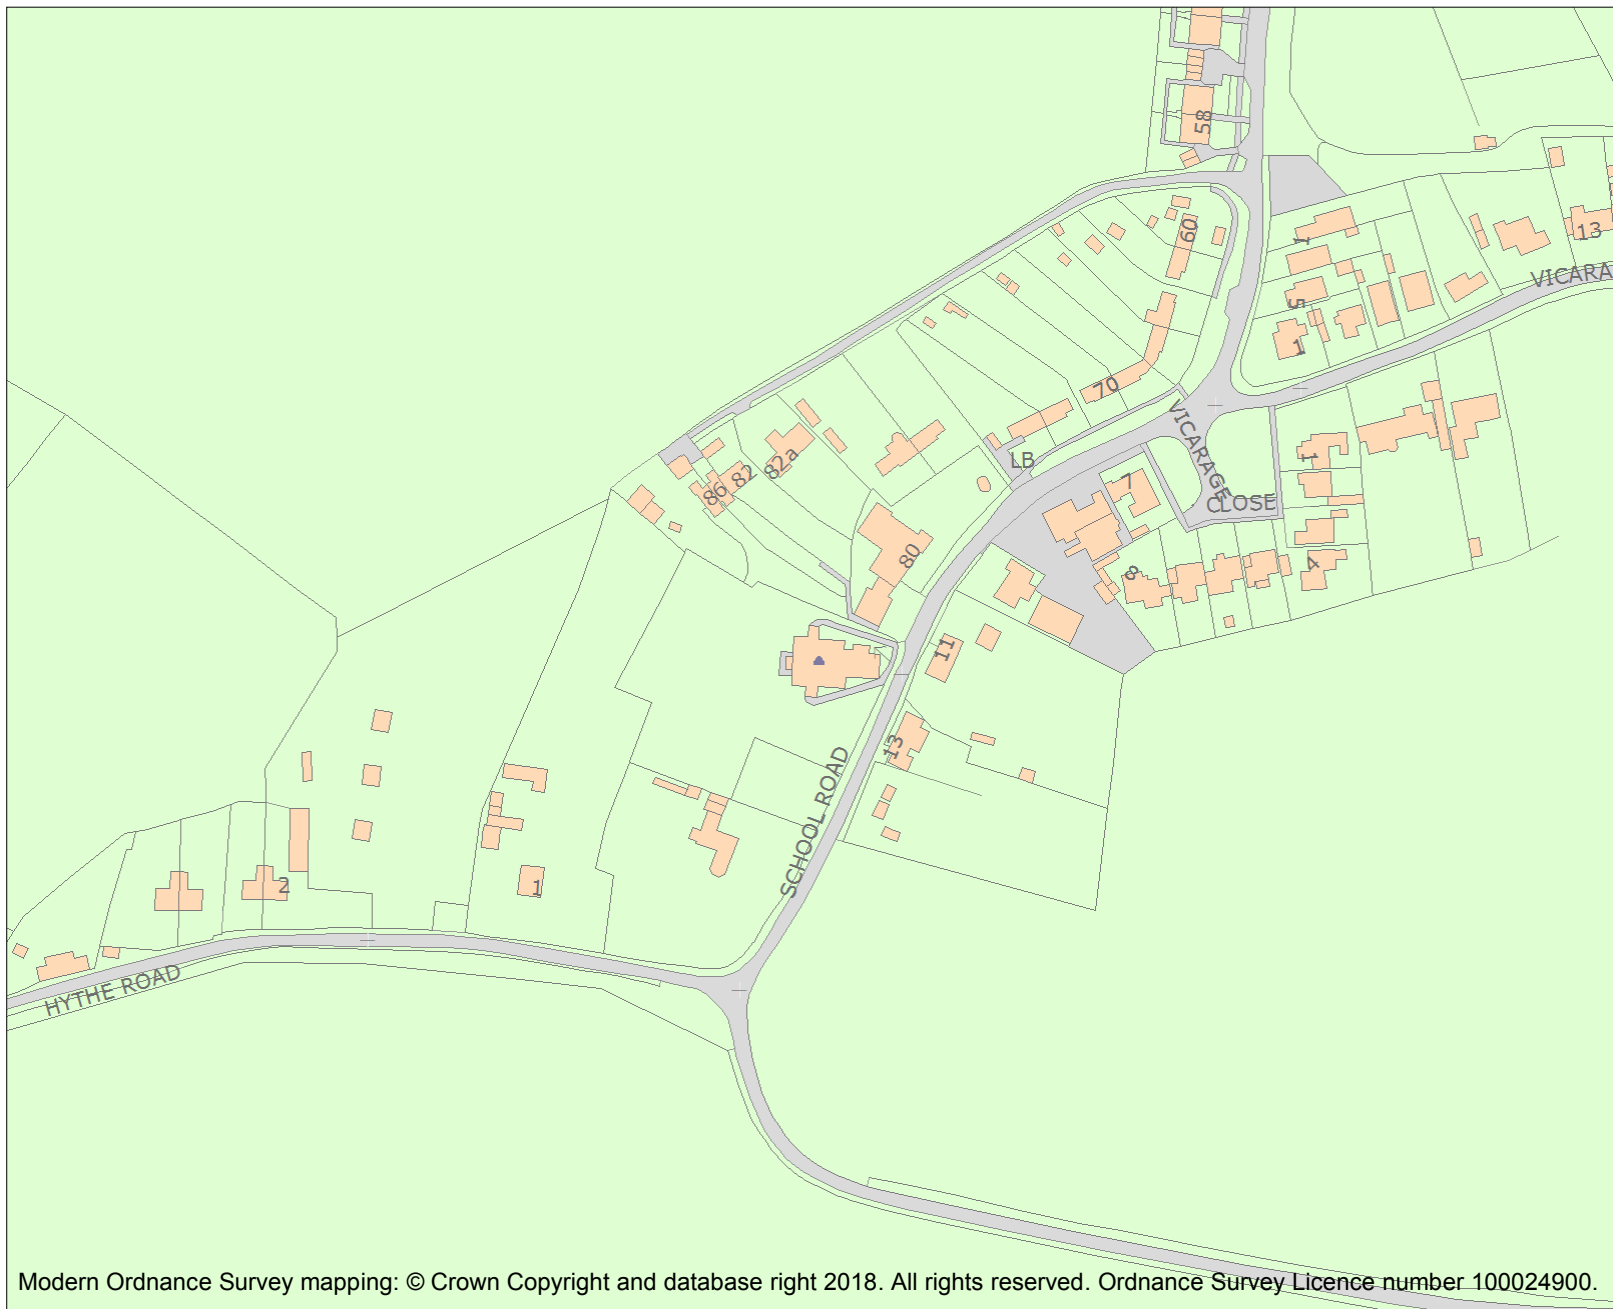 58
60
1
13
VICARA
5
1
70
VICARAGE
CLOSE
LB
1
7
82a
82
86
80
8
4
11
13
SCHOOL ROAD
2
1
HYTHE ROAD
Modern Ordnance Survey mapping: © Crown Copyright and database right 2018. All rights reserved. Ordnance Survey Licence number 100024900.